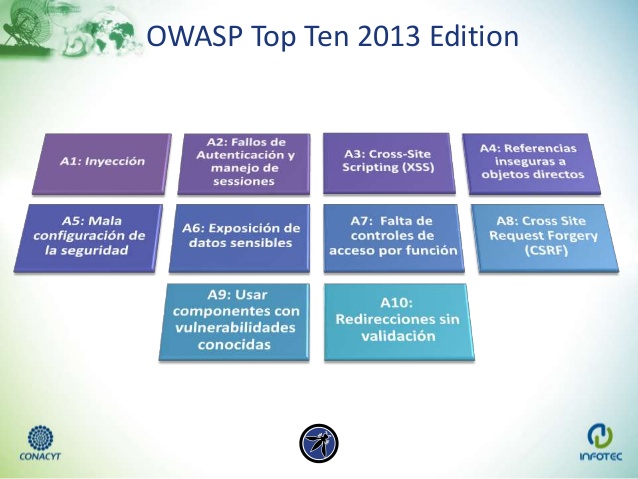 OWASP Top Ten 2013 Edition
A1: Inyección
A2: Fallos de
Autenticación y
manejo de
sessiones
A3: Cross-Site
Scripting (XSS)
A4: Referencias
inseguras a
objetos directos
A5: Mala
configuración de
la seguridad
A6: Exposición de
datos sensibles
A7: Falta de
controles de
acceso por función
A8: Cross Site
Request Forgery
(CSRF)
A9: Usar
componentes con
vulnerabilidades
conocidas
A10:
Redirecciones sin
validación
CONACYT
INFOTEC